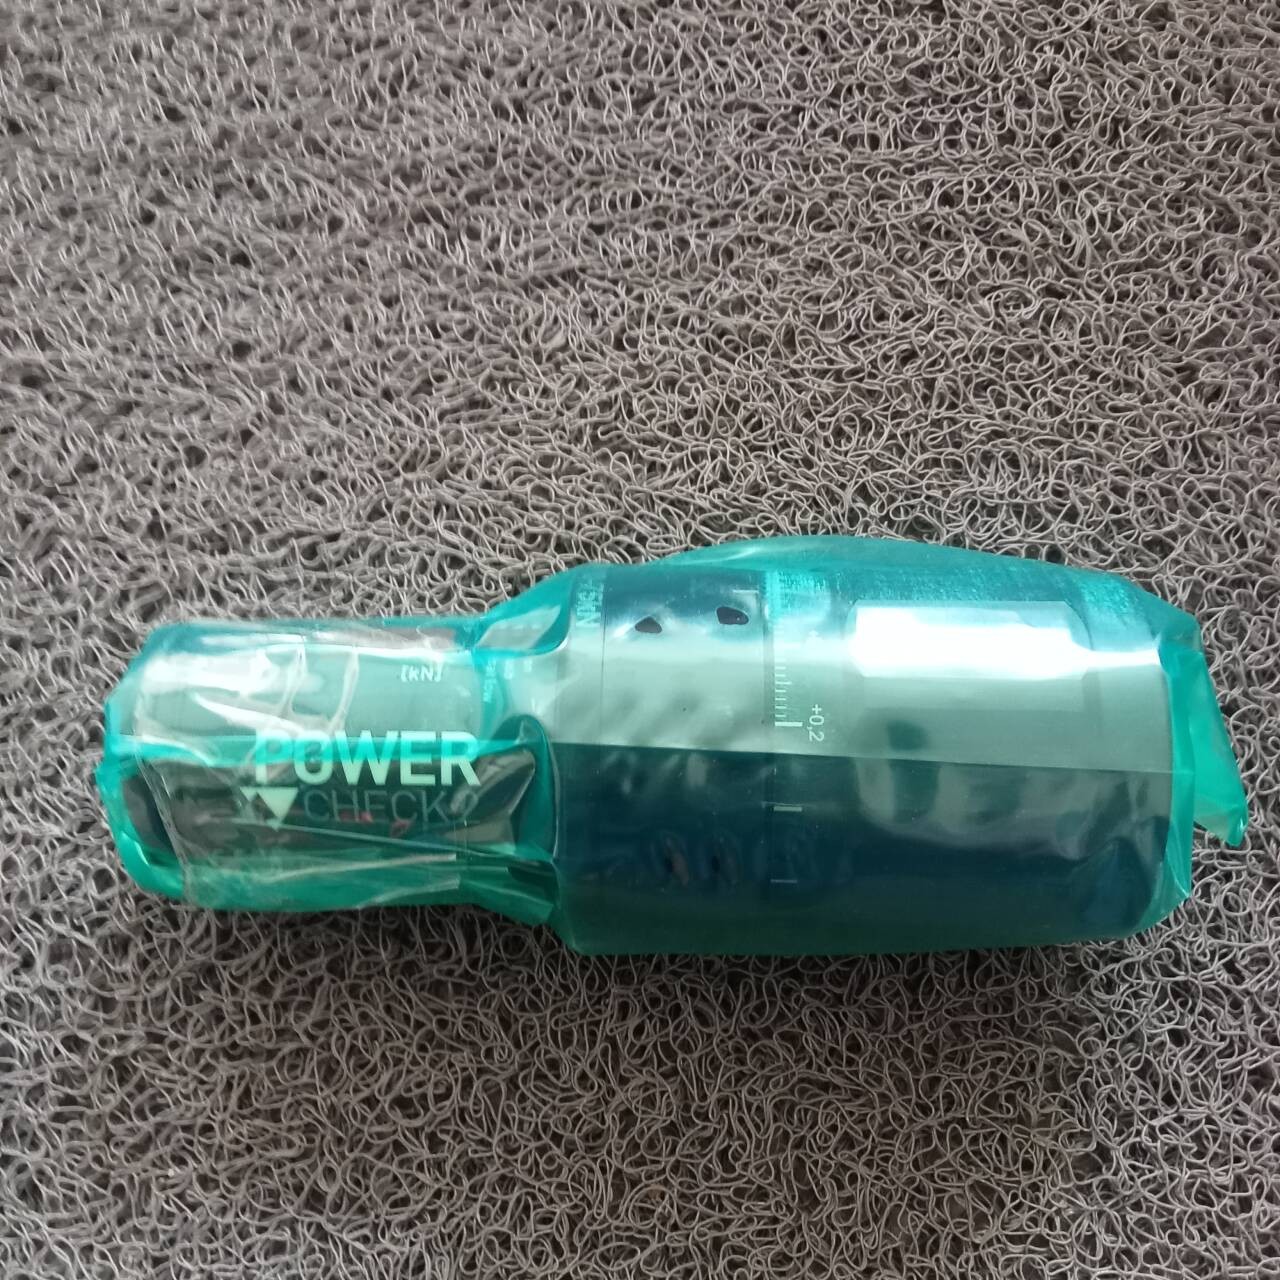 [kN]
POWER
CHECK
+0,2